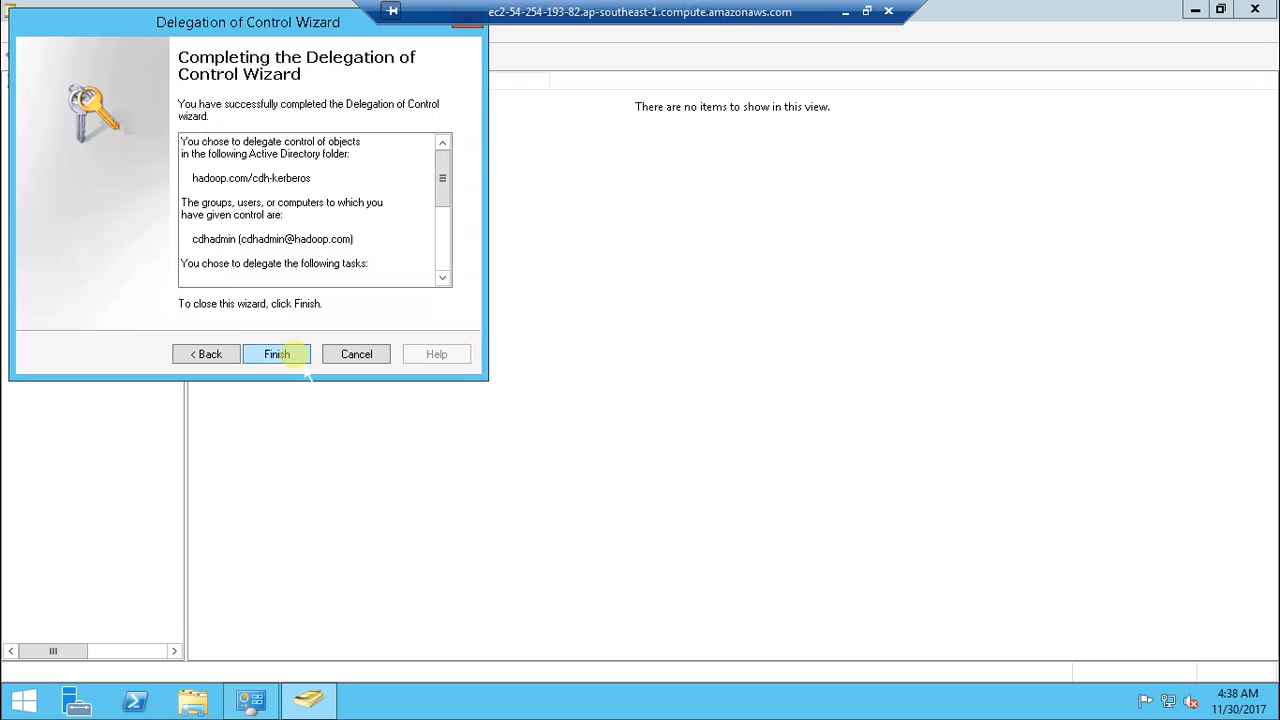 Delegation of Control Wizard
ec2-54-254-193-82.ap-southeast-1.compute.amazonaws.com
Completing the Delegation of
Control Wizard
You have successfully completed the Delegation of Control
wizard.
You chose to delegate control of objects
in the following Active Directory folder:
hadoop.com/cdh-kerberos
The groups, users, or computers to which you
have given control are:
cdhadmin (cdhadmin@hadoop.com)
You chose to delegate the following tasks:
To close this wizard, click Finish.
< Back
Finish
Cancel
Help
There are no items to show in this view.
4:38 AM
11/30/2017